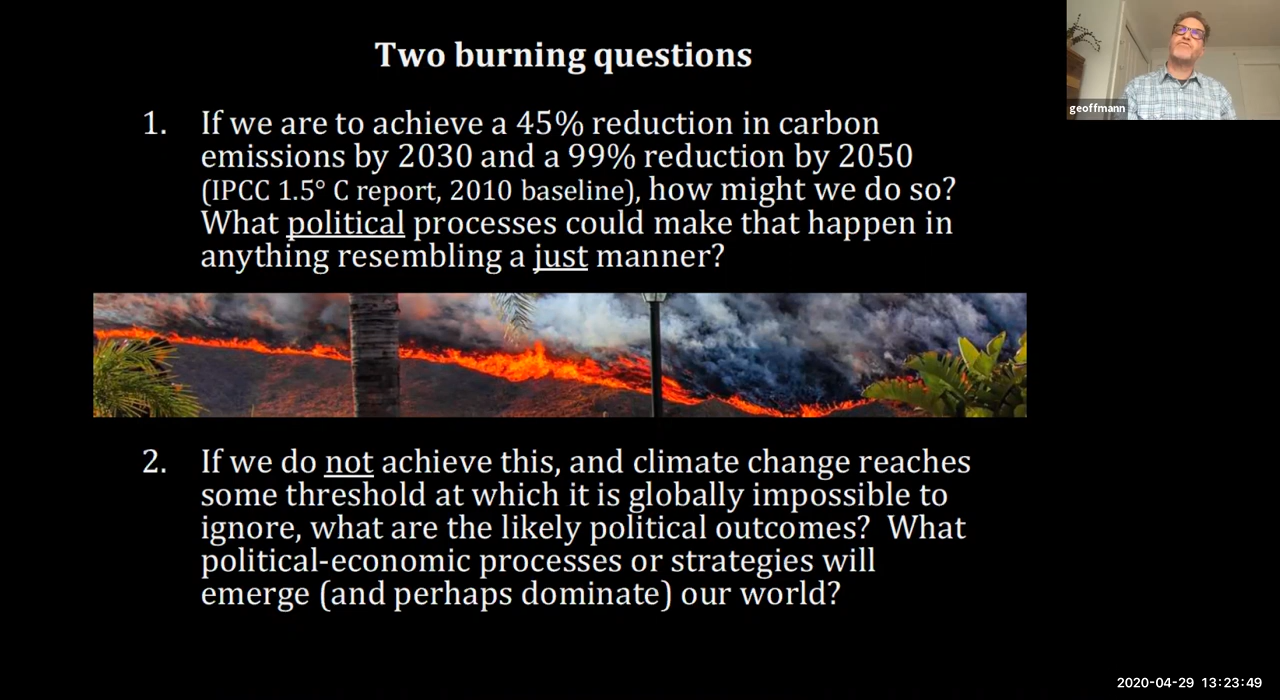 Two burning questions
geoffmann
1. If we are to achieve a 45% reduction in carbon
emissions by 2030 and a 99% reduction by 2050
(IPCC 1.5° C report, 2010 baseline), how might we do so?
What political processes could make that happen in
anything resembling a just manner?
2. If we do not achieve this, and climate change reaches
some threshold at which it is globally impossible to
ignore, what are the likely political outcomes?  What
political-economic processes or strategies will
emerge (and perhaps dominate) our world?
2020-04-29 13:23:49